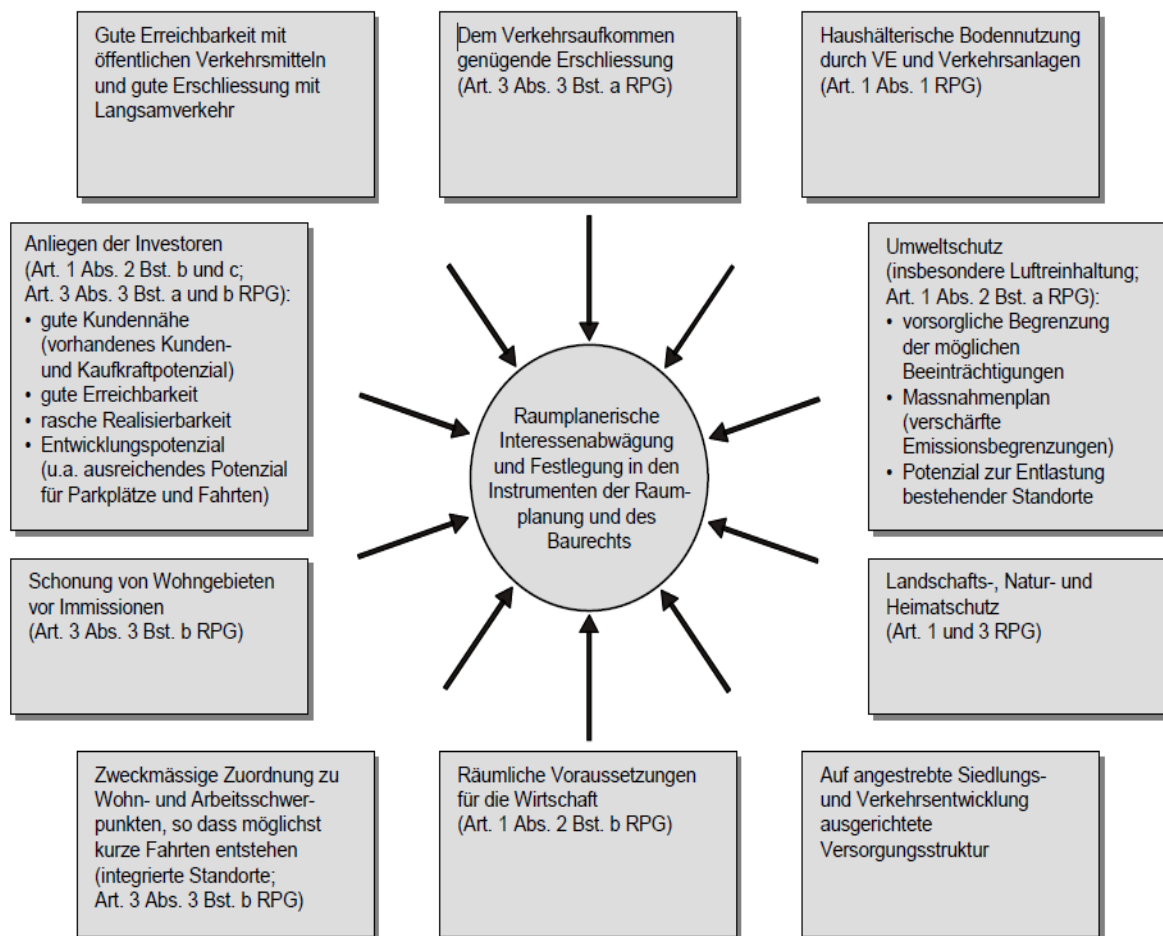 Gute Erreichbarkeit mit
öffentlichen Verkehrsmitteln
und gute Erschliessung mit
Langsamverkehr
Dem Verkehrsaufkommen
genügende Erschliessung
(Art. 3 Abs. 3 Bst. a RPG)
Haushälterische Bodennutzung
durch VE und Verkehrsanlagen
(Art. 1 Abs. 1 RPG)
Anliegen der Investoren
(Art. 1 Abs. 2 Bst. b und c;
Art. 3 Abs. 3 Bst. a und b RPG):
• gute Kundennähe
(vorhandenes Kunden-
und Kaufkraftpotenzial)
• gute Erreichbarkeit
• rasche Realisierbarkeit
• Entwicklungspotenzial
(u.a. ausreichendes Potenzial
für Parkplätze und Fahrten)
Raumplanerische
Interessenabwägung
und Festlegung in den
Instrumenten der Raum-
planung und des
Baurechts
Umweltschutz
(insbesondere Luftreinhaltung;
Art. 1 Abs. 2 Bst. a RPG):
• vorsorgliche Begrenzung
der möglichen
Beeinträchtigungen
• Massnahmenplan
(verschärfte
Emissionsbegrenzungen)
• Potenzial zur Entlastung
bestehender Standorte
Schonung von Wohngebieten
vor Immissionen
(Art. 3 Abs. 3 Bst. b RPG)
Landschafts-, Natur- und
Heimatschutz
(Art. 1 und 3 RPG)
Zweckmässige Zuordnung zu
Wohn- und Arbeitsschwer-
punkten, so dass möglichst
kurze Fahrten entstehen
(integrierte Standorte;
Art. 3 Abs. 3 Bst. b RPG)
Räumliche Voraussetzungen
für die Wirtschaft
(Art. 1 Abs. 2 Bst. b RPG)
Auf angestrebte Siedlungs-
und Verkehrsentwicklung
ausgerichtete
Versorgungsstruktur